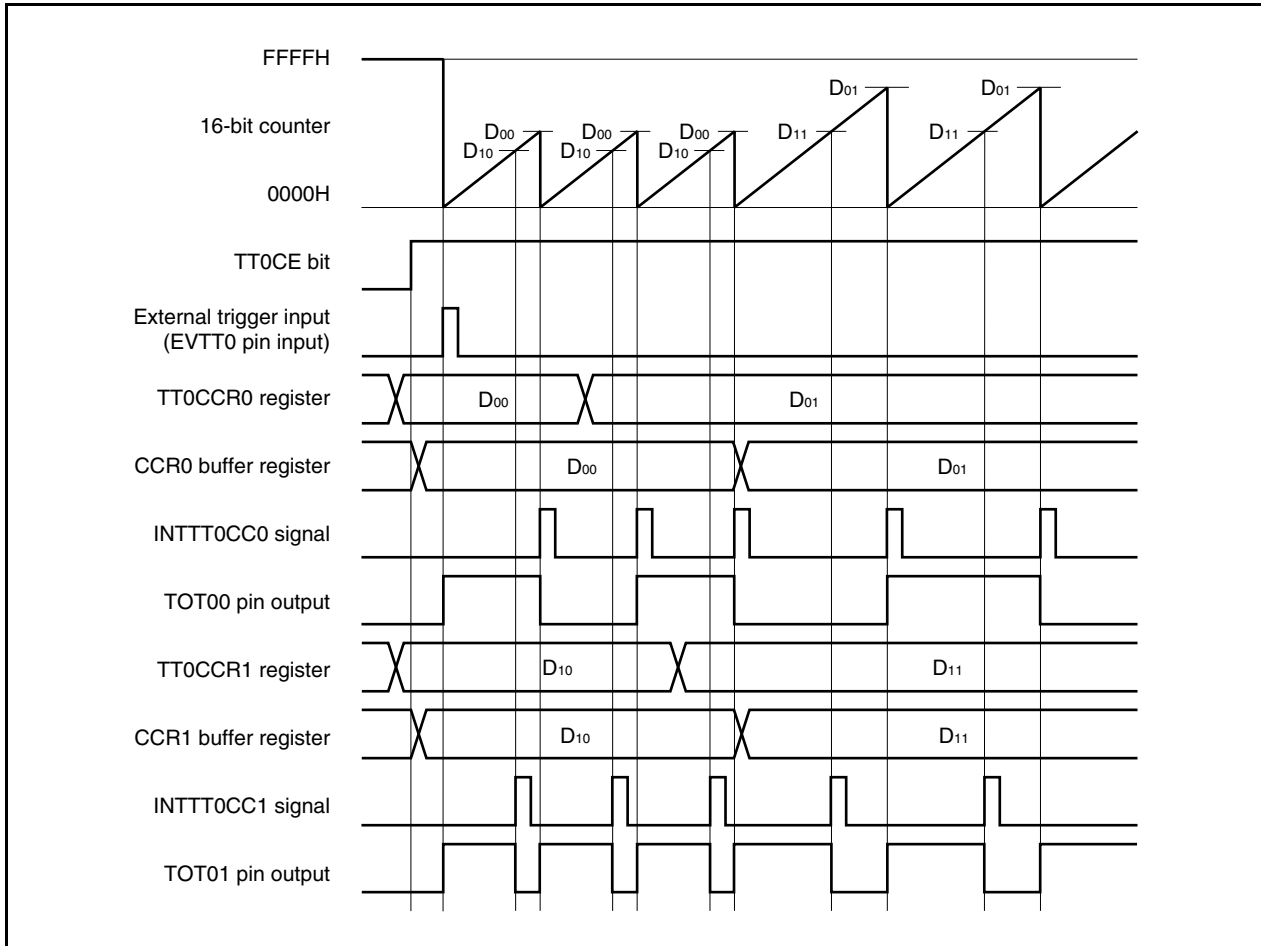 FFFFH
D01 D01
16-bit counter
D00 D00 D00 D11 D11
D10 D10 D10
0000H
TT0CE bit
External trigger input
(EVTT0 pin input)
TT0CCR0 register D00 D01
CCR0 buffer register D00 D01
INTTT0CC0 signal
TOT00 pin output
TT0CCR1 register D10 D11
CCR1 buffer register D10 D11
INTTT0CC1 signal
TOT01 pin output